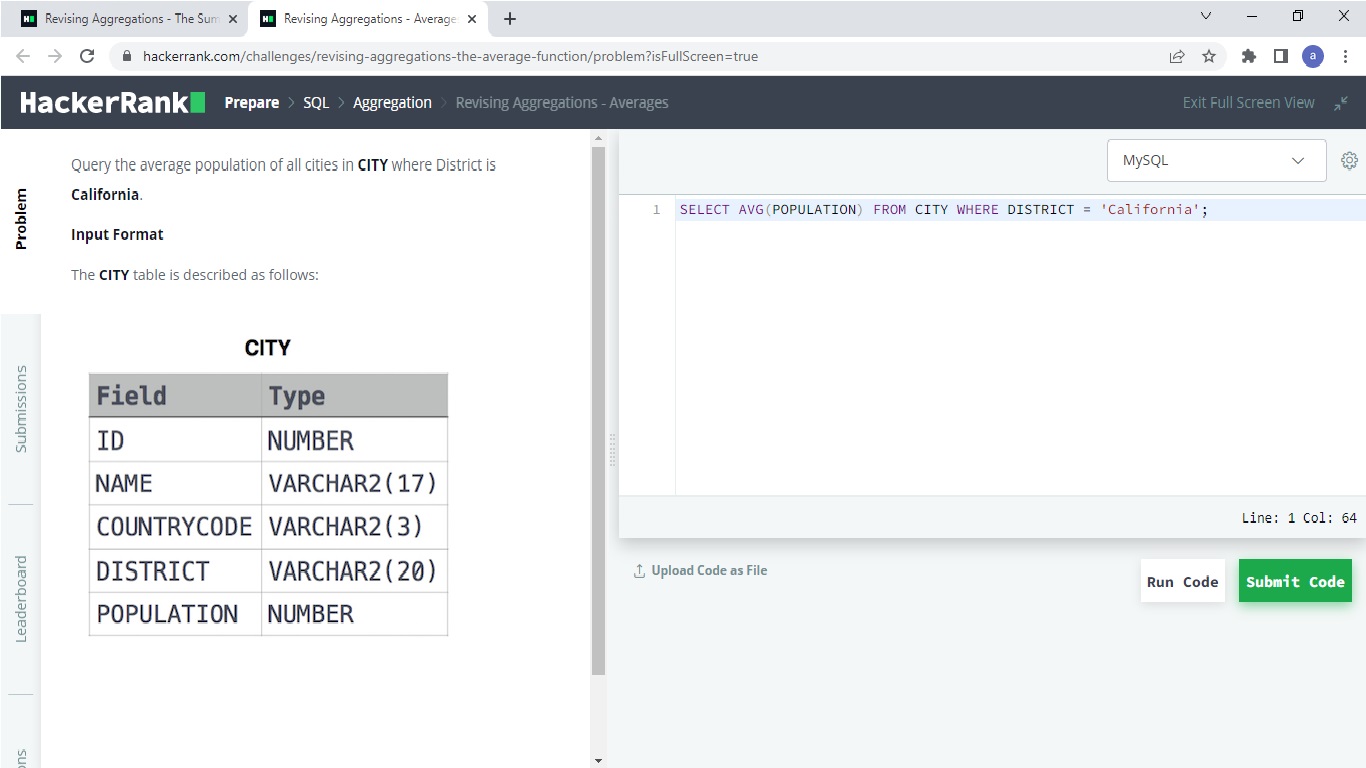 Revising Aggregations - The Sum
Revising Aggregations - Average
hackerrank.com/challenges/revising-aggregations-the-average-function/problem?isFullScreen=true
a
HackerRank
Prepare > SQL > Aggregation > Revising Aggregations - Averages
Exit Full Screen View
Problem
Submissions
Leaderboard
ons
Query the average population of all cities in CITY where District is
California.
Input Format
The CITY table is described as follows:
CITY
Field Type
ID NUMBER
NAME VARCHAR2(17)
COUNTRYCODE VARCHAR2(3)
DISTRICT VARCHAR2(20)
POPULATION NUMBER
MySQL
1 SELECT AVG(POPULATION) FROM CITY WHERE DISTRICT = 'California';
Line: 1 Col: 64
Upload Code as File
Run Code
Submit Code